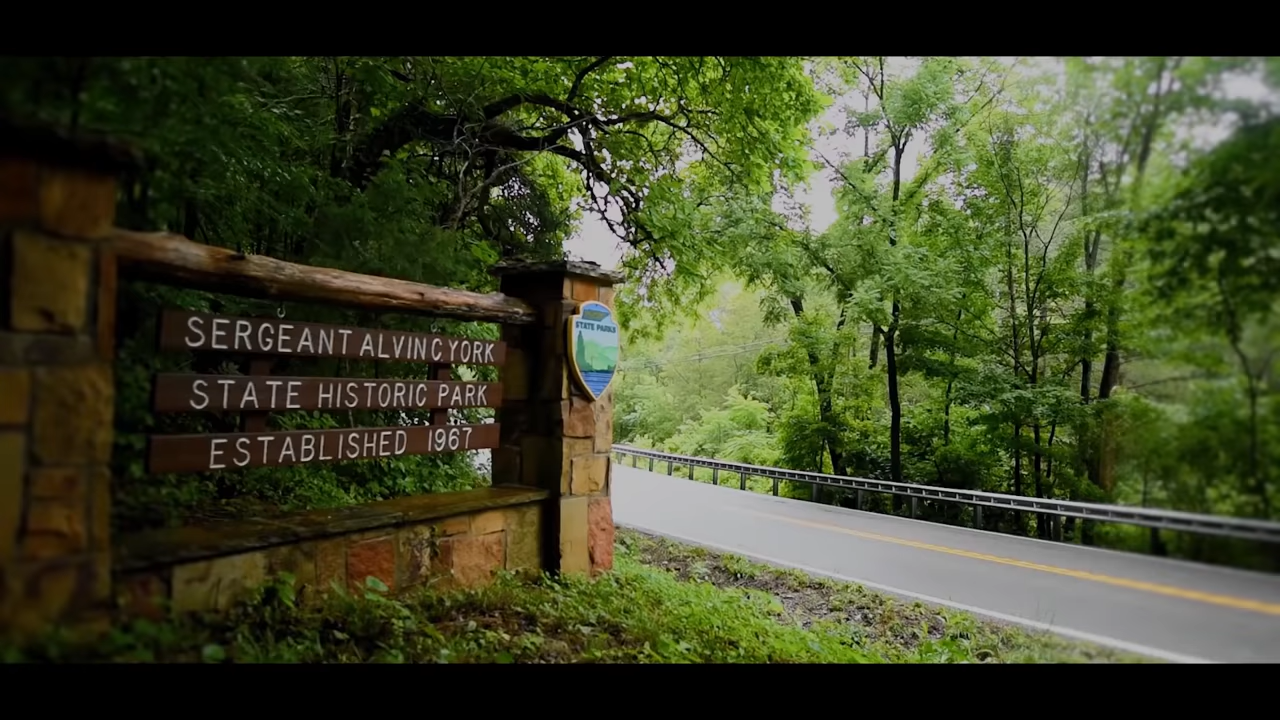 SERGEANT ALVIN C YORK
STATE HISTORIC PARK
ESTABLISHED 1967
STATE PARKS